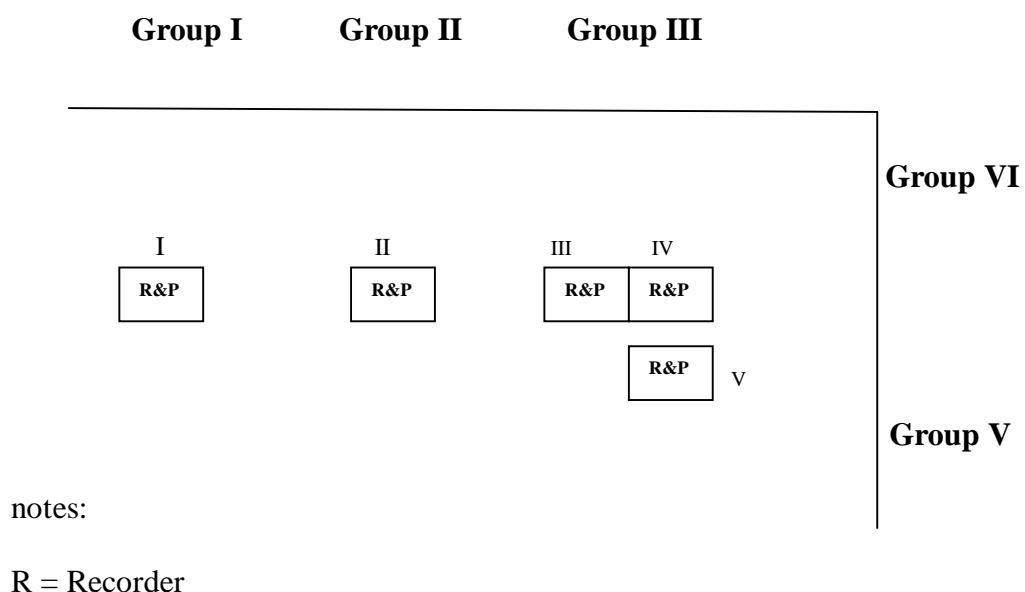 Group I Group II Group III
Group VI
I II III IV
R&P R&P R&P R&P
R&P V
Group V
notes:
R = Recorder